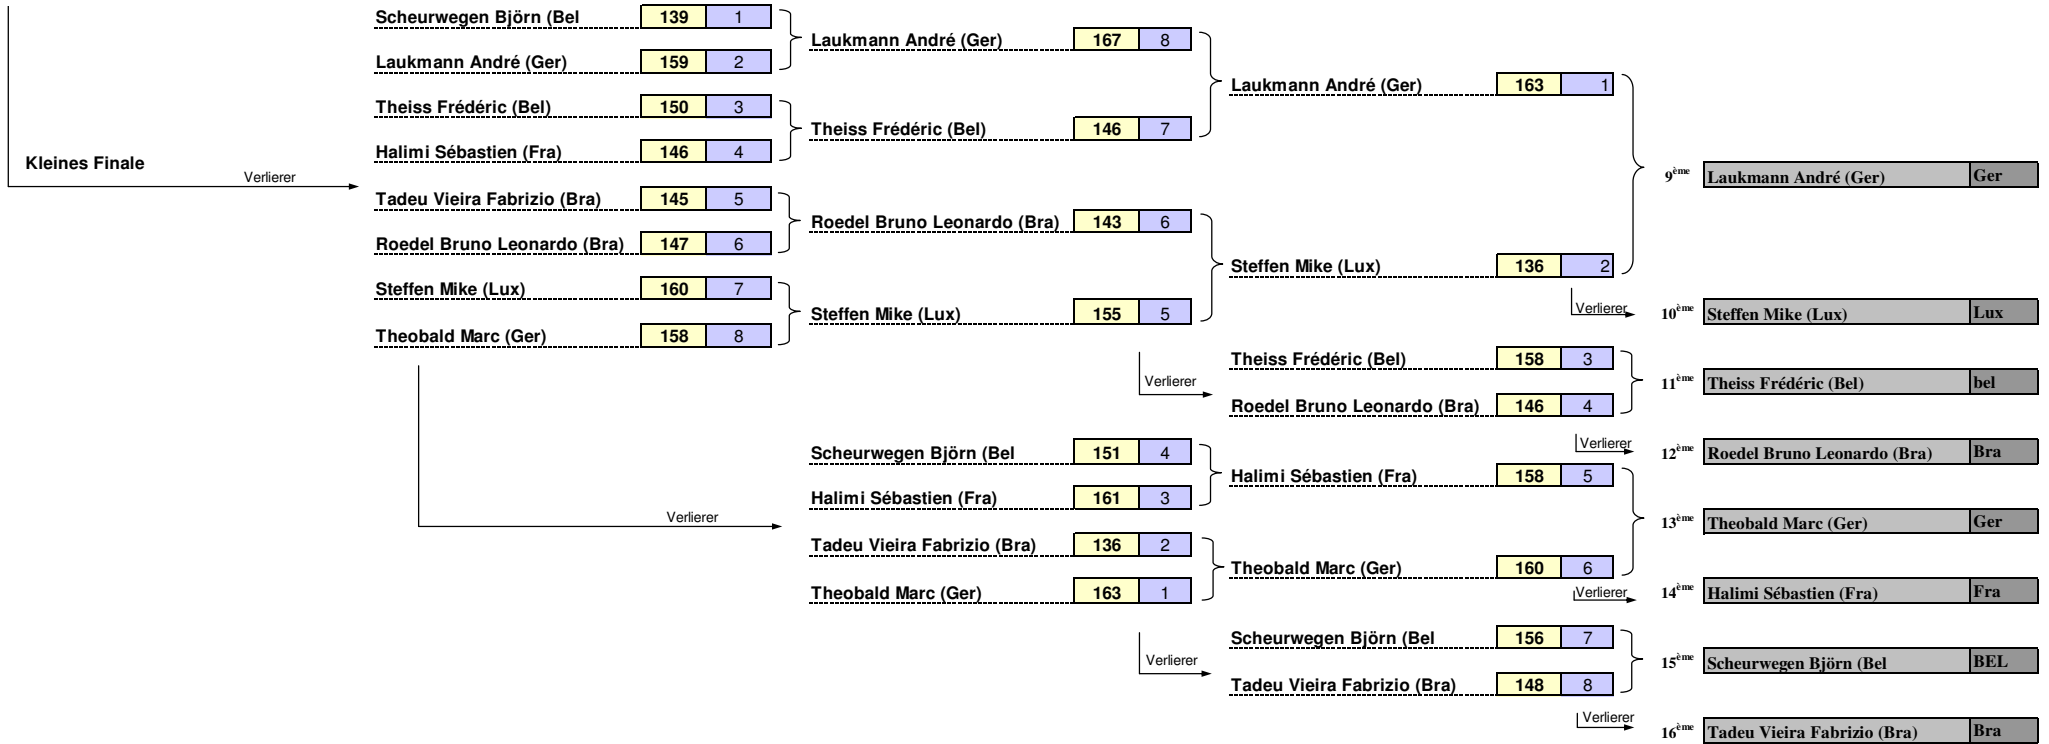 Scheurwegen Björn (Bel 139 1
Laukmann André (Ger) 159 2
Theiss Frédéric (Bel) 150 3
Halimi Sébastien (Fra) 146 4
Kleines Finale
Verlierer
Tadeu Vieira Fabrizio (Bra) 145 5
Roedel Bruno Leonardo (Bra) 147 6
Steffen Mike (Lux) 160 7
Theobald Marc (Ger) 158 8
Laukmann André (Ger) 167 8
Theiss Frédéric (Bel) 146 7
Roedel Bruno Leonardo (Bra) 143 6
Steffen Mike (Lux) 155 5
Verlierer
Scheurwegen Björn (Bel 151 4
Halimi Sébastien (Fra) 161 3
Tadeu Vieira Fabrizio (Bra) 136 2
Theobald Marc (Ger) 163 1
Laukmann André (Ger) 163 1
Steffen Mike (Lux) 136 2
Verlierer
Verlierer
Theiss Frédéric (Bel) 158 3
Roedel Bruno Leonardo (Bra) 146 4
Verlierer
Halimi Sébastien (Fra) 158 5
Theobald Marc (Ger) 160 6
Verlierer
Verlierer
Scheurwegen Björn (Bel 156 7
Tadeu Vieira Fabrizio (Bra) 148 8
Verlierer
9ème Laukmann André (Ger) Ger
10ème Steffen Mike (Lux) Lux
11ème Theiss Frédéric (Bel) bel
12ème Roedel Bruno Leonardo (Bra) Bra
13ème Theobald Marc (Ger) Ger
14ème Halimi Sébastien (Fra) Fra
15ème Scheurwegen Björn (Bel BEL
16ème Tadeu Vieira Fabrizio (Bra) Bra